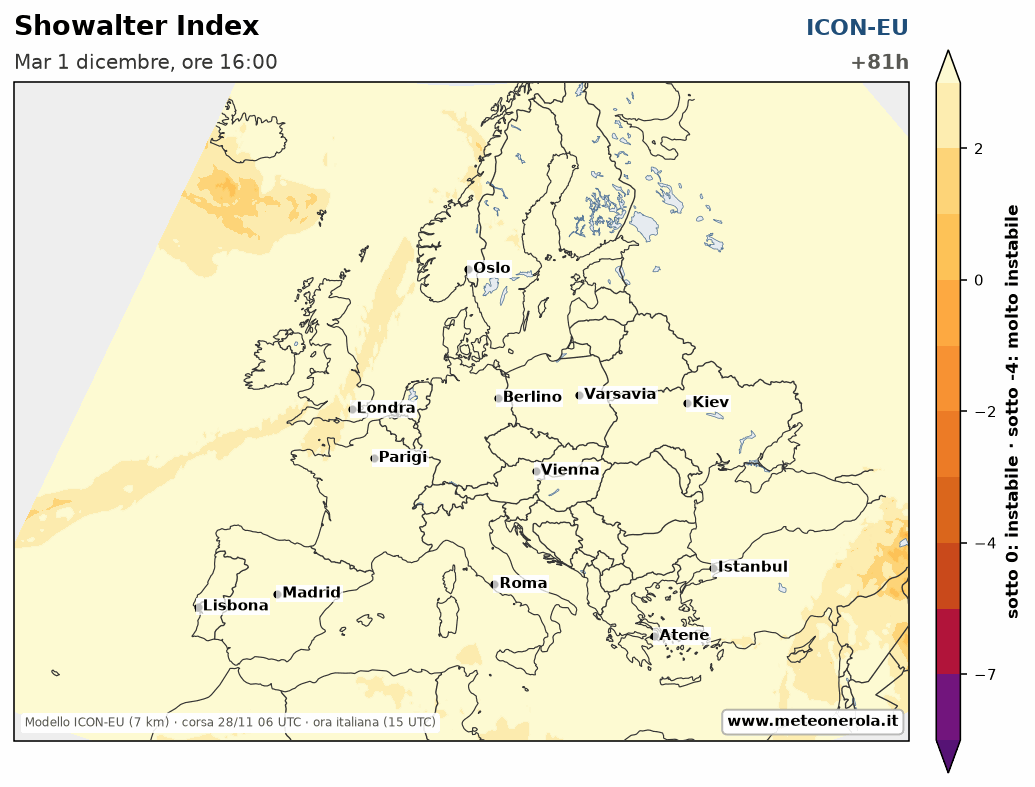 Showalter Index
ICON-EU
Mar 1 dicembre, ore 16:00
+81h
Oslo
Londra
Berlino
Varsavia
Kiev
Parigi
Vienna
Istanbul
Roma
Madrid
Lisbona
Atene
Modello ICON-EU (7 km) · corsa 28/11 06 UTC · ora italiana (15 UTC)
www.meteonerola.it
2
0
−2
−4
−7
sotto 0: instabile · sotto -4: molto instabile